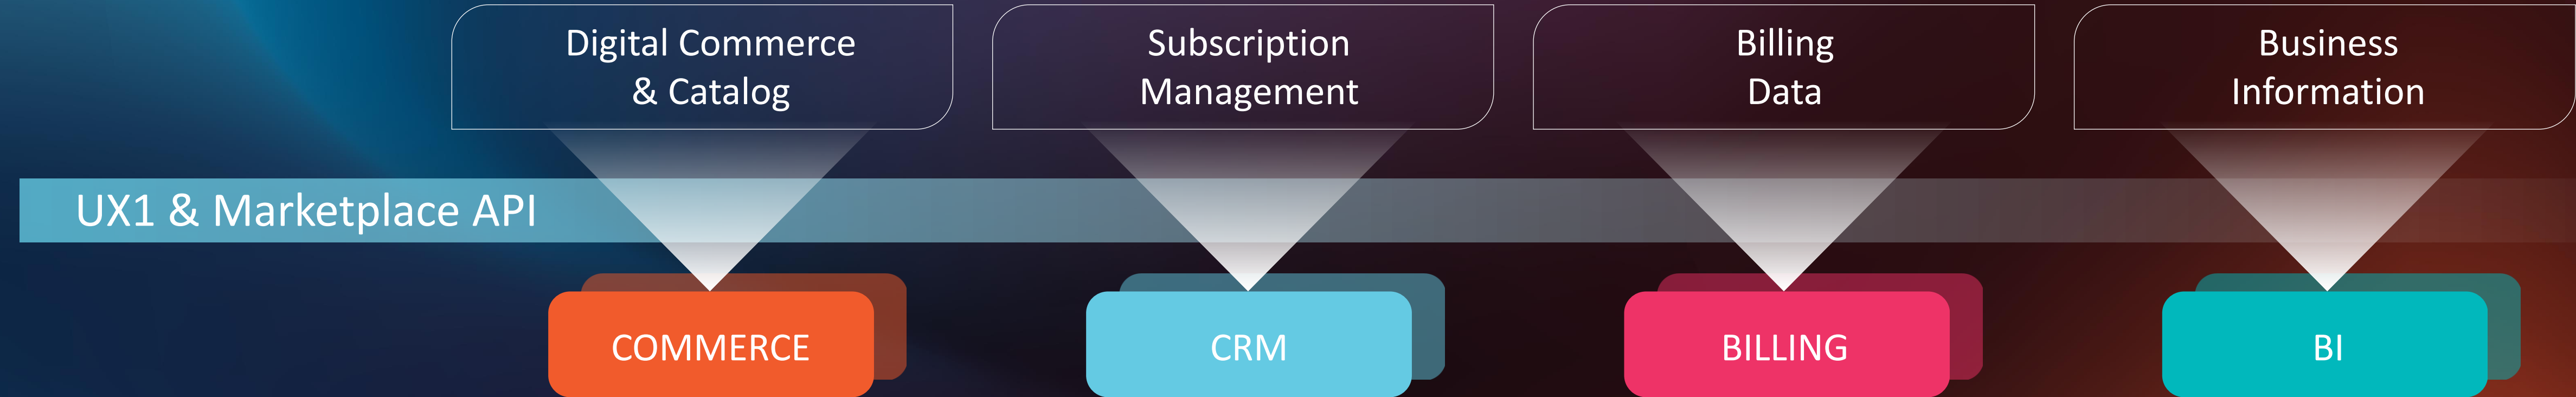 Digital Commerce
& Catalog
Subscription
Management
Billing
Data
Business
Information
UX1 & Marketplace API
COMMERCE
CRM
BILLING
BI